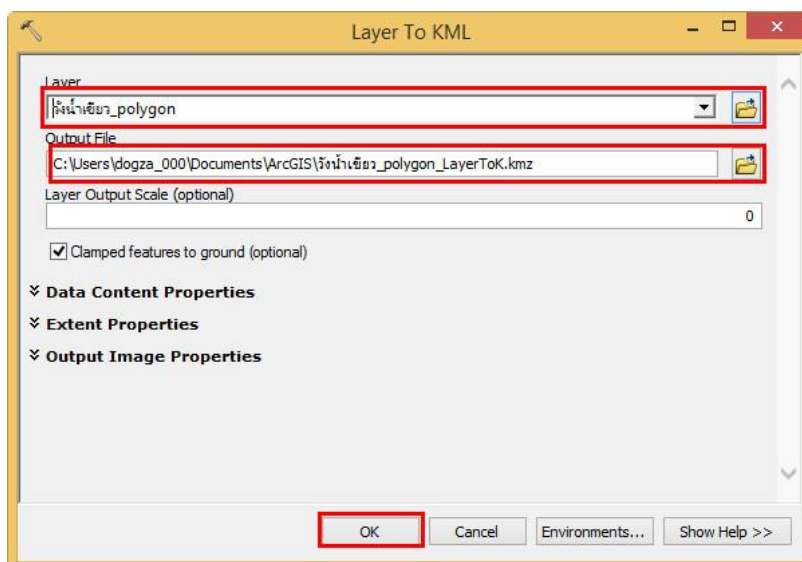 Layer To KML
Layer
วังน้ำเขียว_polygon
Output File
C:\Users\dogza_000\Documents\ArcGIS\วังน้ำเขียว_polygon_LayerToK.kmz
Layer Output Scale (optional)
0
Clamped features to ground (optional)
Data Content Properties
Extent Properties
Output Image Properties
OK
Cancel
Environments...
Show Help >>